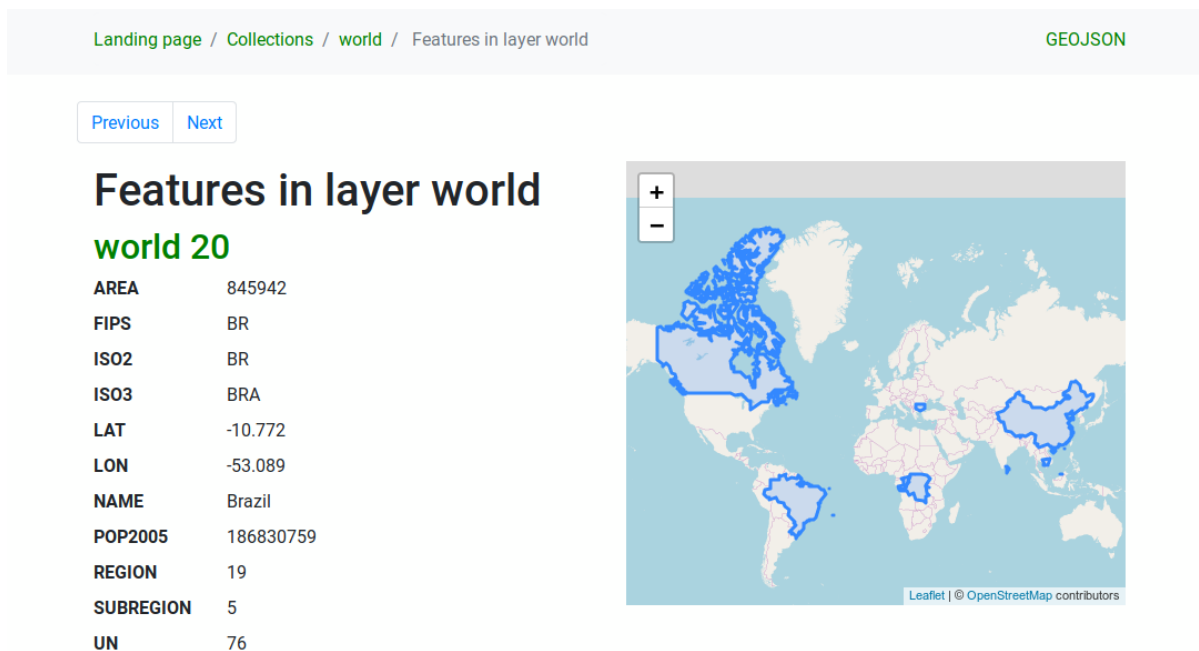 Landing page / Collections / world / Features in layer world GEOJSON
Previous Next
Features in layer world
world 20
AREA 845942
FIPS BR
ISO2 BR
ISO3 BRA
LAT -10.772
LON -53.089
NAME Brazil
POP2005 186830759
REGION 19
SUBREGION 5
UN 76
+
−
Leaflet | © OpenStreetMap contributors